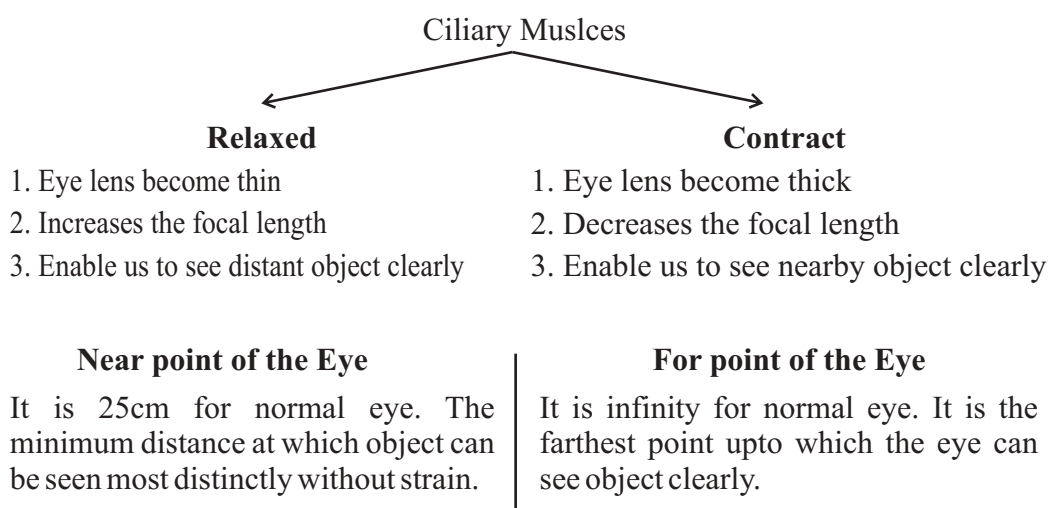 Ciliary Muslces
Relaxed
1. Eye lens become thin
2. Increases the focal length
3. Enable us to see distant object clearly
Contract
1. Eye lens become thick
2. Decreases the focal length
3. Enable us to see nearby object clearly
Near point of the Eye
It is 25cm for normal eye. The
minimum distance at which object can
be seen most distinctly without strain.
For point of the Eye
It is infinity for normal eye. It is the
farthest point upto which the eye can
see object clearly.